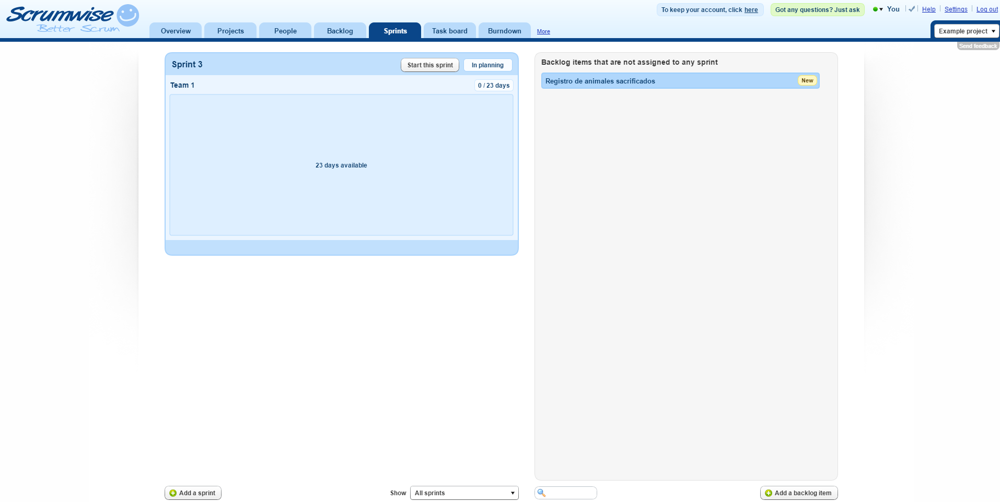 Scrumwise
Better Scrum
To keep your account, click here
Got any questions? Just ask
You
Help
Settings
Log out
Overview
Projects
People
Backlog
Sprints
Task board
Burndown
More
Example project
Send feedback
Sprint 3
Start this sprint
In planning
Team 1
0 / 23 days
23 days available
Backlog items that are not assigned to any sprint
Registro de animales sacrificados
New
Add a sprint
Show
All sprints
Add a backlog item